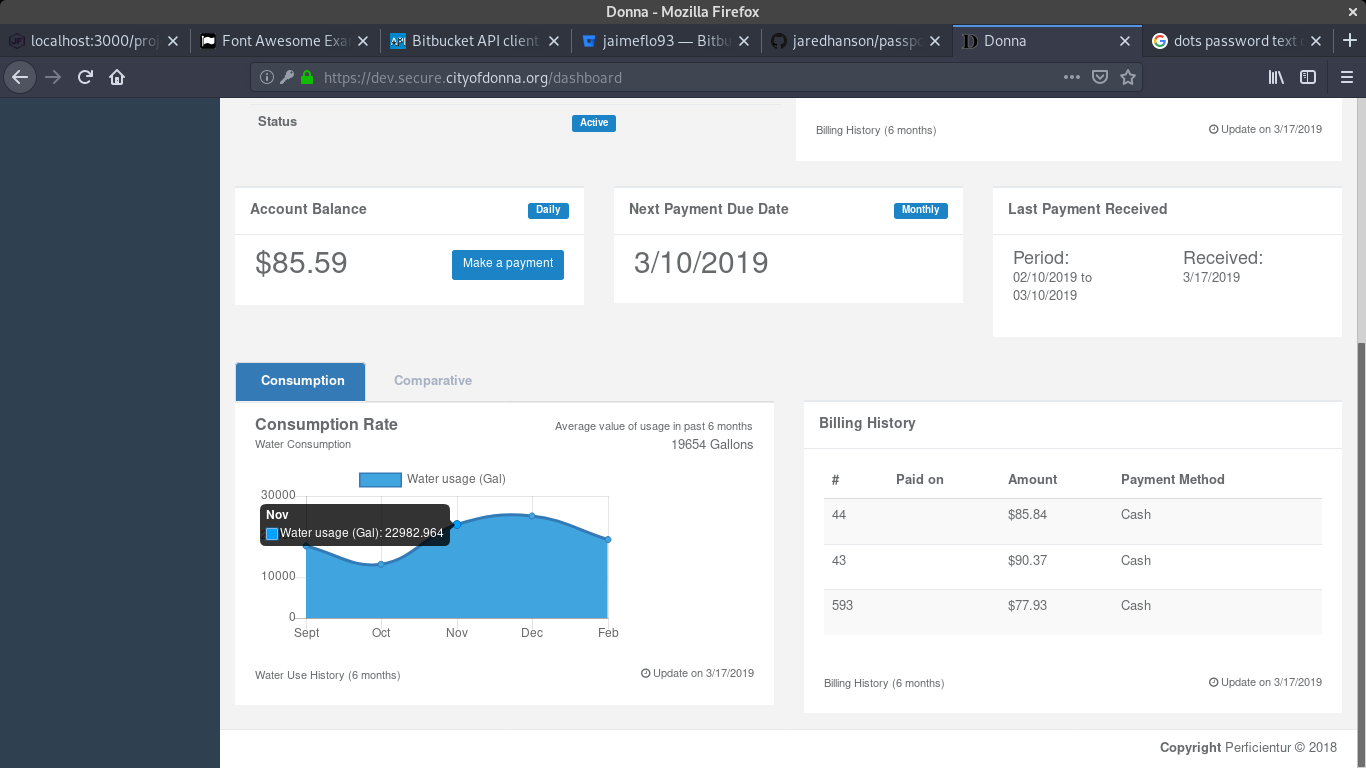 Donna - Mozilla Firefox
localhost:3000/proj
Font Awesome Exa
API Bitbucket API client
jaimeflo93 — Bitbu
jaredhanson/passpo
D Donna
dots password text
https://dev.secure.cityofdonna.org/dashboard
Status Active
Billing History (6 months) Update on 3/17/2019
Account Balance Daily
$85.59 Make a payment
Next Payment Due Date Monthly
3/10/2019
Last Payment Received
Period: Received:
02/10/2019 to 3/17/2019
03/10/2019
Consumption Comparative
Consumption Rate Average value of usage in past 6 months
Water Consumption 19654 Gallons
Water usage (Gal)
30000
Nov
Water usage (Gal): 22982.964
10000
0
Sept Oct Nov Dec Feb
Water Use History (6 months) Update on 3/17/2019
Billing History
# Paid on Amount Payment Method
44 $85.84 Cash
43 $90.37 Cash
593 $77.93 Cash
Billing History (6 months) Update on 3/17/2019
Copyright Perficientur © 2018